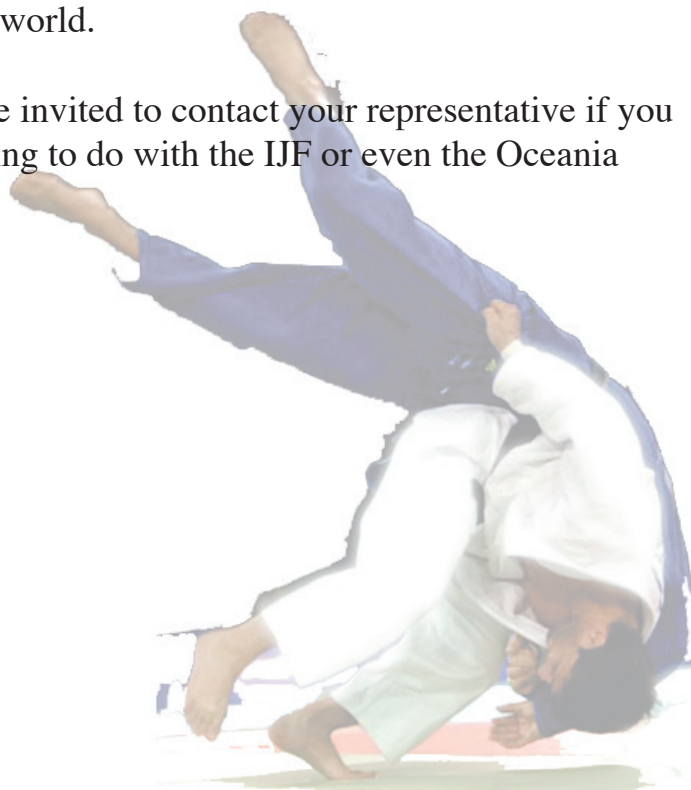 world.
e invited to contact your representative if you
ng to do with the IJF or even the Oceania